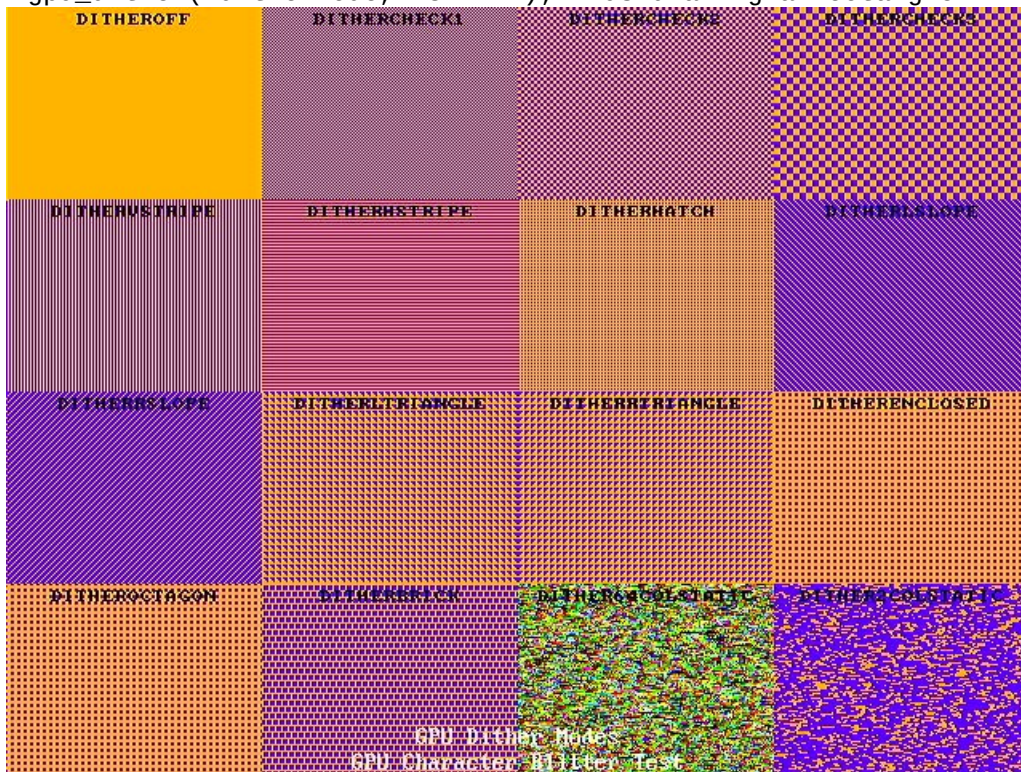 DITHEROFF DITHERCHECK1 DITHERCHECK2 DITHERCHECK3
DITHERVSTRIPE DITHERHSTRIPE DITHERHATCH DITHERLSLOPE
DITHERRSLOPE DITHERLTRIANGLE DITHERRTRIANGLE DITHERENCLOSED
DITHEROCTAGON DITHERBRICK DITHER64COLSTATIC DITHER2COLSTATIC
GPU Dither Modes
GPU Character Blitter Test